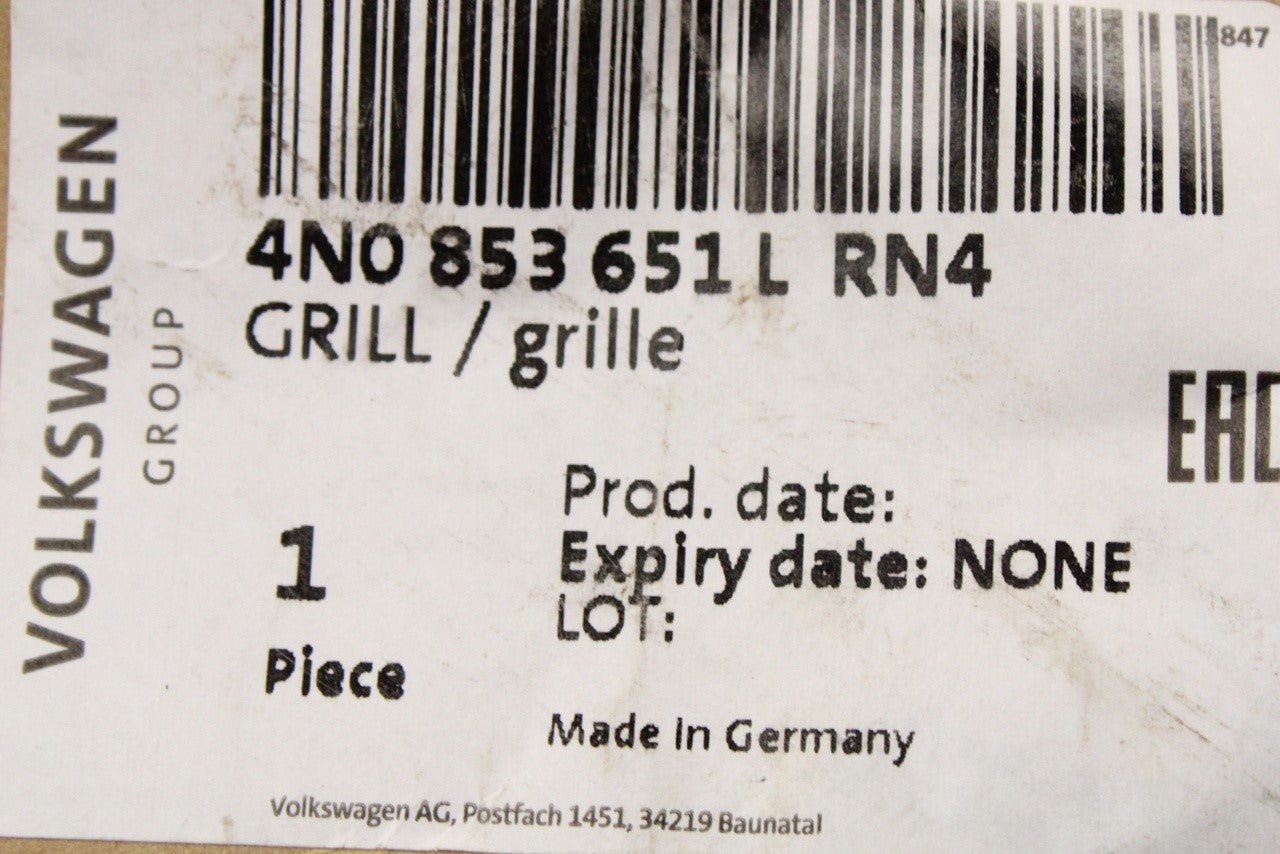 VOLKSWAGEN
GROUP
847
4N0 853 651 L RN4
GRILL / grille
EAC
Prod. date:
1
Expiry date: NONE
LOT:
Piece
Made in Germany
Volkswagen AG, Postfach 1451, 34219 Baunatal